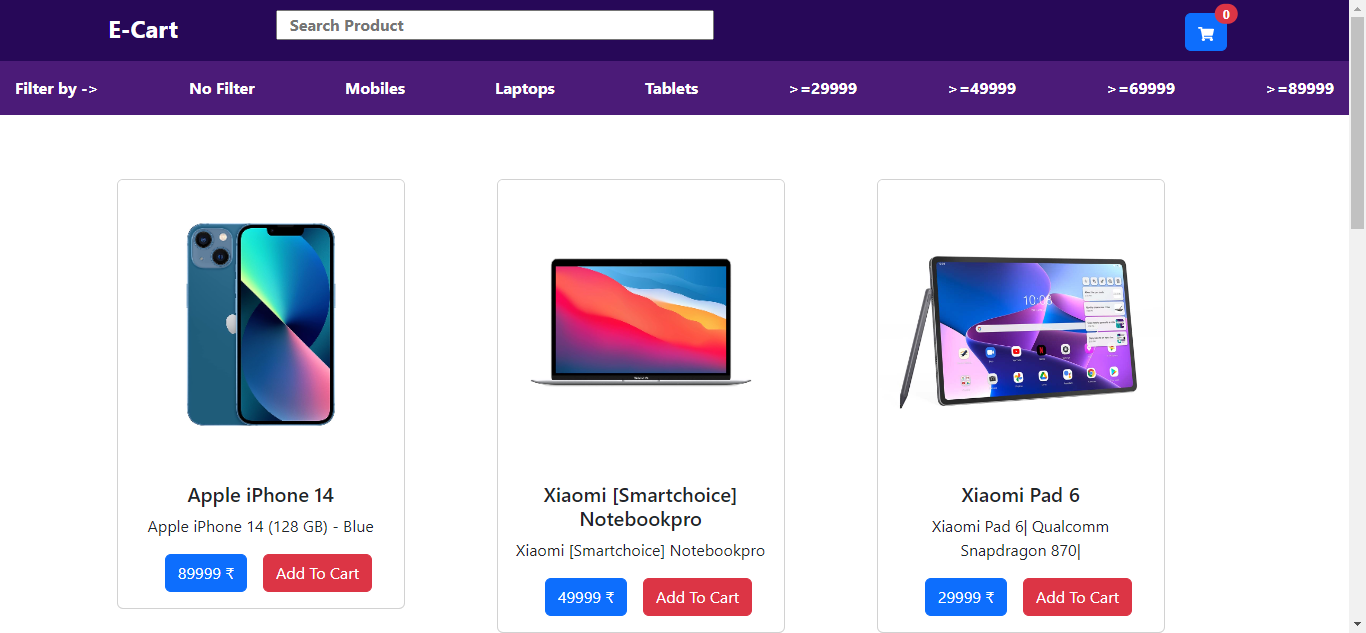 E-Cart
Search Product
0
Filter by ->
No Filter
Mobiles
Laptops
Tablets
>=29999
>=49999
>=69999
>=89999
10:08
Apple iPhone 14
Apple iPhone 14 (128 GB) - Blue
89999 ₹
Add To Cart
Xiaomi [Smartchoice]
Notebookpro
Xiaomi [Smartchoice] Notebookpro
49999 ₹
Add To Cart
Xiaomi Pad 6
Xiaomi Pad 6| Qualcomm
Snapdragon 870|
29999 ₹
Add To Cart